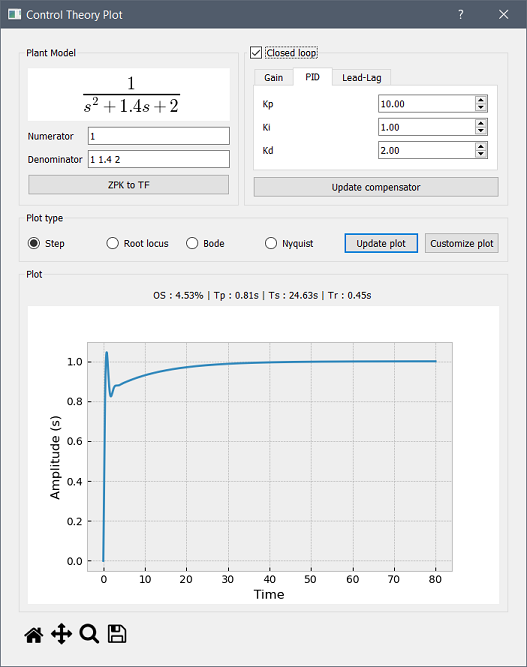 Control Theory Plot
Plant Model
1
s² + 1.4s + 2
Numerator 1
Denominator 1 1.4 2
ZPK to TF
Closed loop
Gain PID Lead-Lag
Kp 10.00
Ki 1.00
Kd 2.00
Update compensator
Plot type
Step Root locus Bode Nyquist Update plot Customize plot
Plot
OS : 4.53% | Tp : 0.81s | Ts : 24.63s | Tr : 0.45s
1.0
0.8
0.6
0.4
0.2
0.0
Amplitude (s)
0 10 20 30 40 50 60 70 80
Time